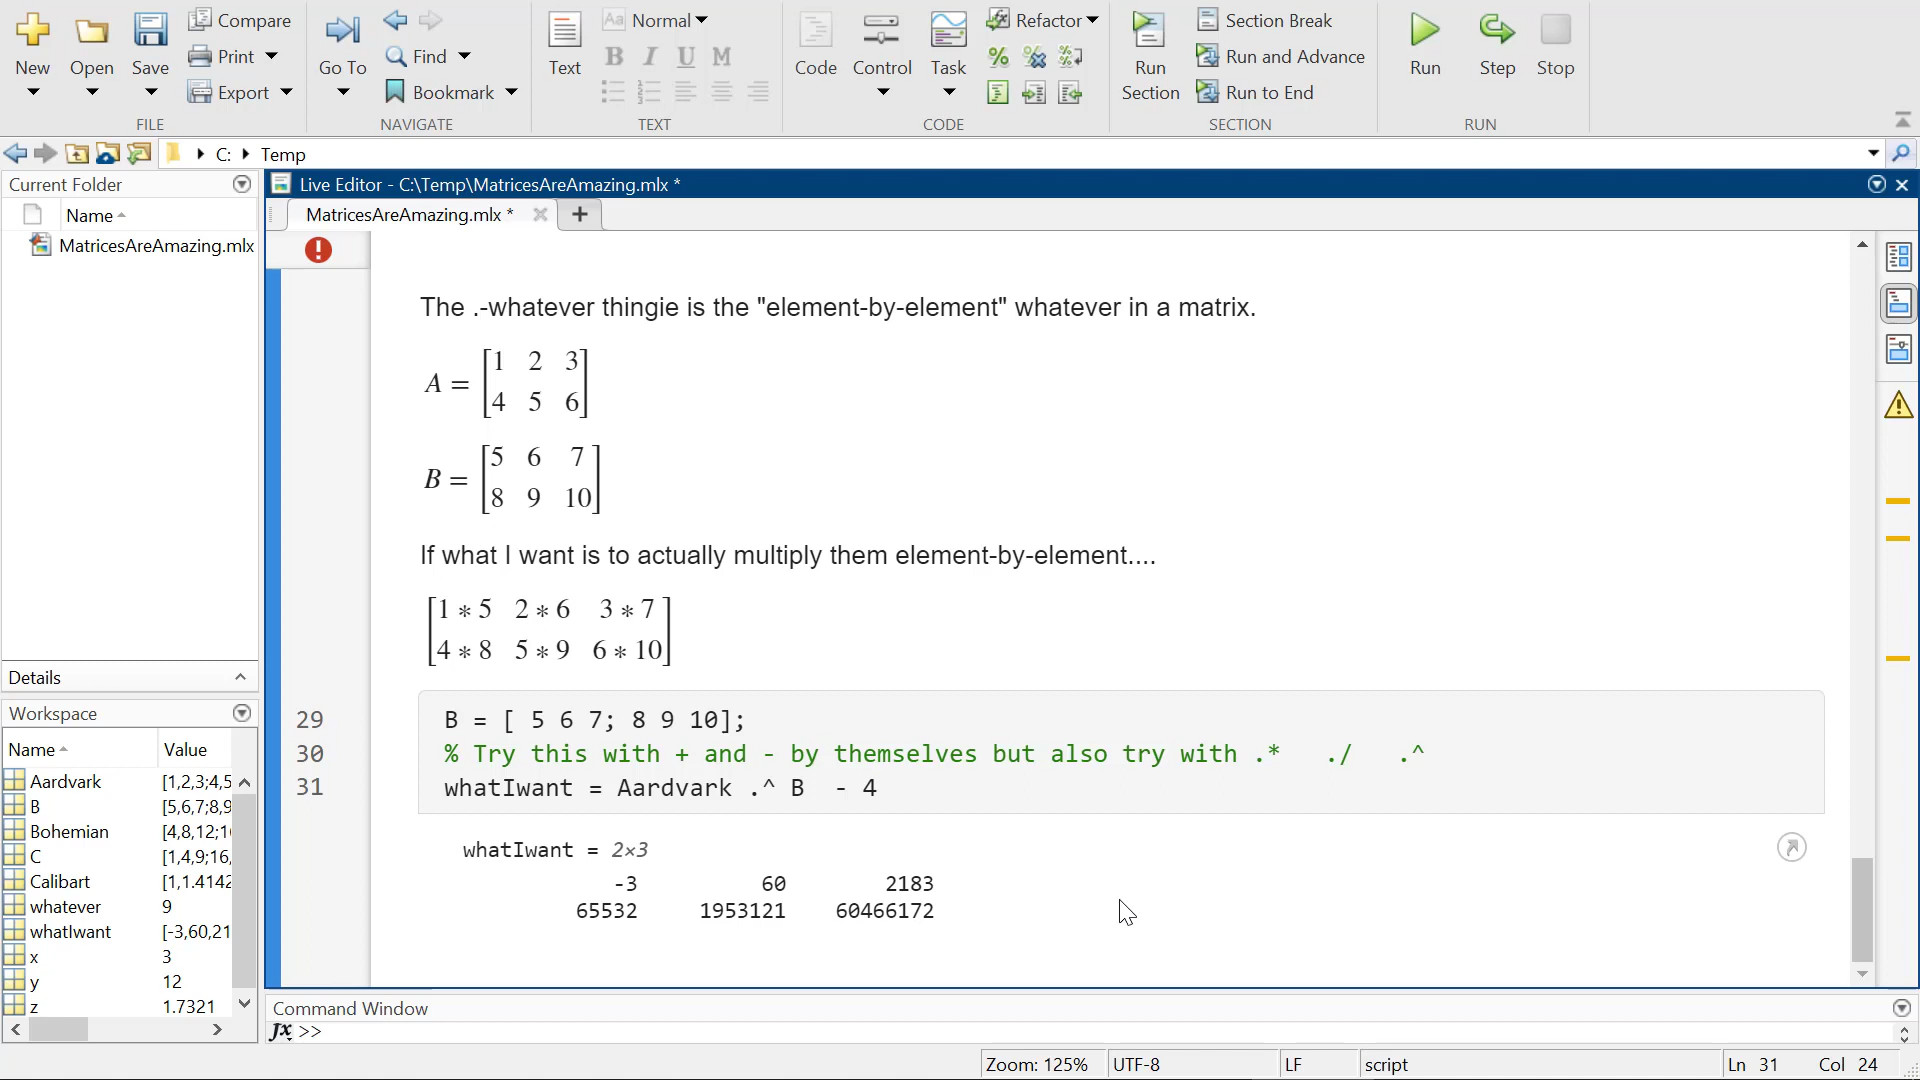 New
Open
Save
Compare
Print
Export
FILE
Go To
Find
Bookmark
NAVIGATE
Text
Aa Normal
B I U M
TEXT
Code
Control
Task
Refactor
CODE
Run
Section
Section Break
Run and Advance
Run to End
SECTION
Run
Step
Stop
RUN
C: Temp
Current Folder
Name
MatricesAreAmazing.mlx
Details
Workspace
Name Value
Aardvark [1,2,3;4,5
B [5,6,7;8,9
Bohemian [4,8,12;1
C [1,4,9;16,
Calibart [1,1.4142
whatever 9
whatIwant [-3,60,21
x 3
y 12
z 1.7321
Live Editor - C:\Temp\MatricesAreAmazing.mlx *
MatricesAreAmazing.mlx * +
The .-whatever thingie is the "element-by-element" whatever in a matrix.
A = [1 2 3
4 5 6]
B = [5 6 7
8 9 10]
If what I want is to actually multiply them element-by-element....
[1 ∗ 5 2 ∗ 6 3 ∗ 7
4 ∗ 8 5 ∗ 9 6 ∗ 10]
29 B = [ 5 6 7; 8 9 10];
30 % Try this with + and - by themselves but also try with .* ./ .^
31 whatIwant = Aardvark .^ B - 4
whatIwant = 2×3
-3 60 2183
65532 1953121 60466172
Command Window
fx >>
Zoom: 125% UTF-8 LF script Ln 31 Col 24